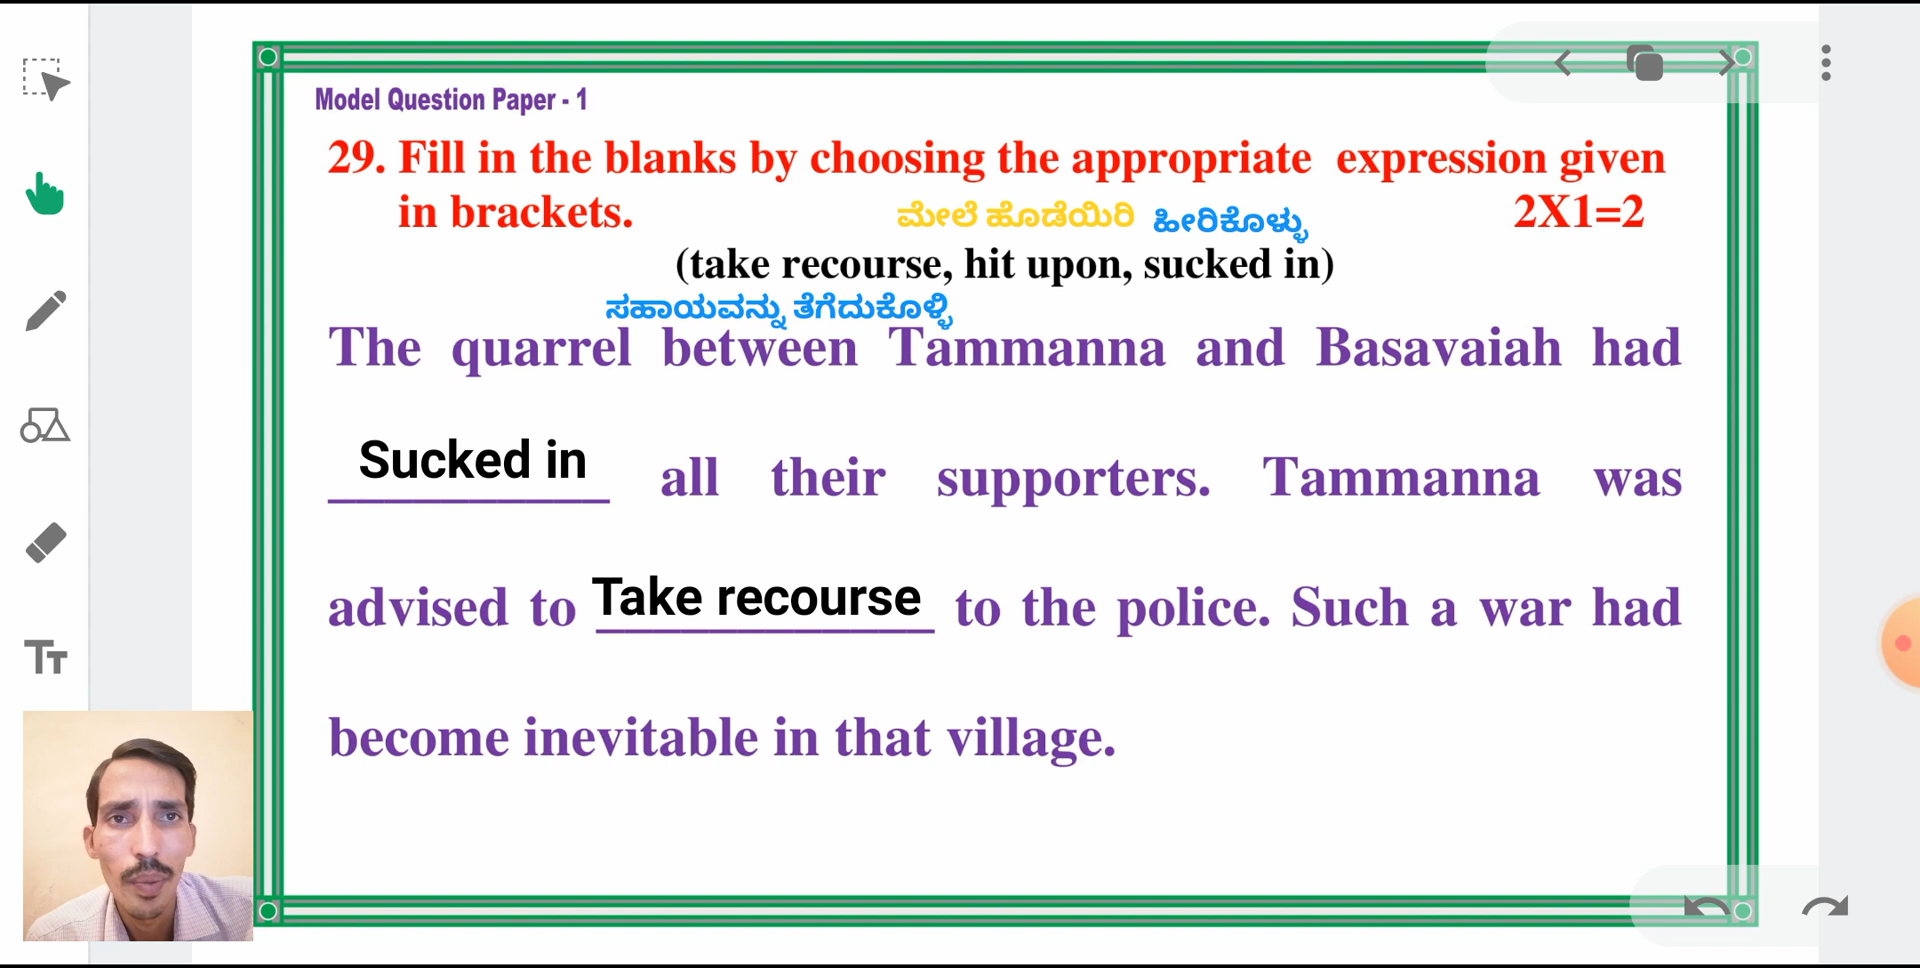 Model Question Paper - 1
29. Fill in the blanks by choosing the appropriate expression given
in brackets. ಮೇಲೆ ಹೊಡೆಯಿರಿ ಹೀರಿಕೊಳ್ಳು 2X1=2
(take recourse, hit upon, sucked in)
ಸಹಾಯವನ್ನು ತೆಗೆದುಕೊಳ್ಳಿ
The quarrel between Tammanna and Basavaiah had
Sucked in all their supporters. Tammanna was
advised to Take recourse to the police. Such a war had
become inevitable in that village.
TT